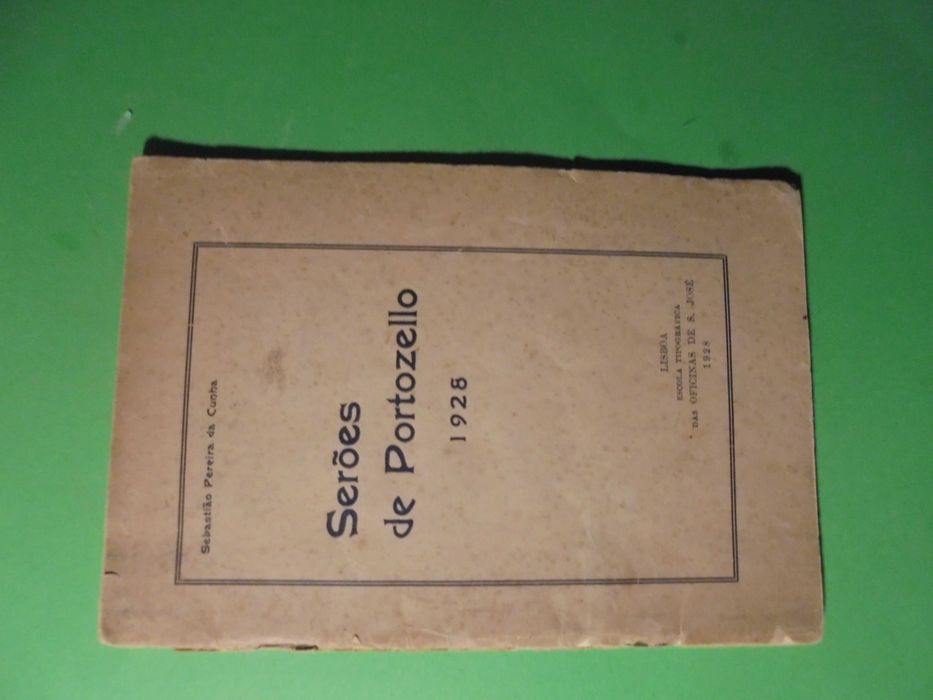 Sebastião Pereira da Cunha
Serões
de Portozello
1928
LISBOA
ESCOLA TIPOGRÁFICA
DAS OFICINAS DE S. JOSÉ
1928